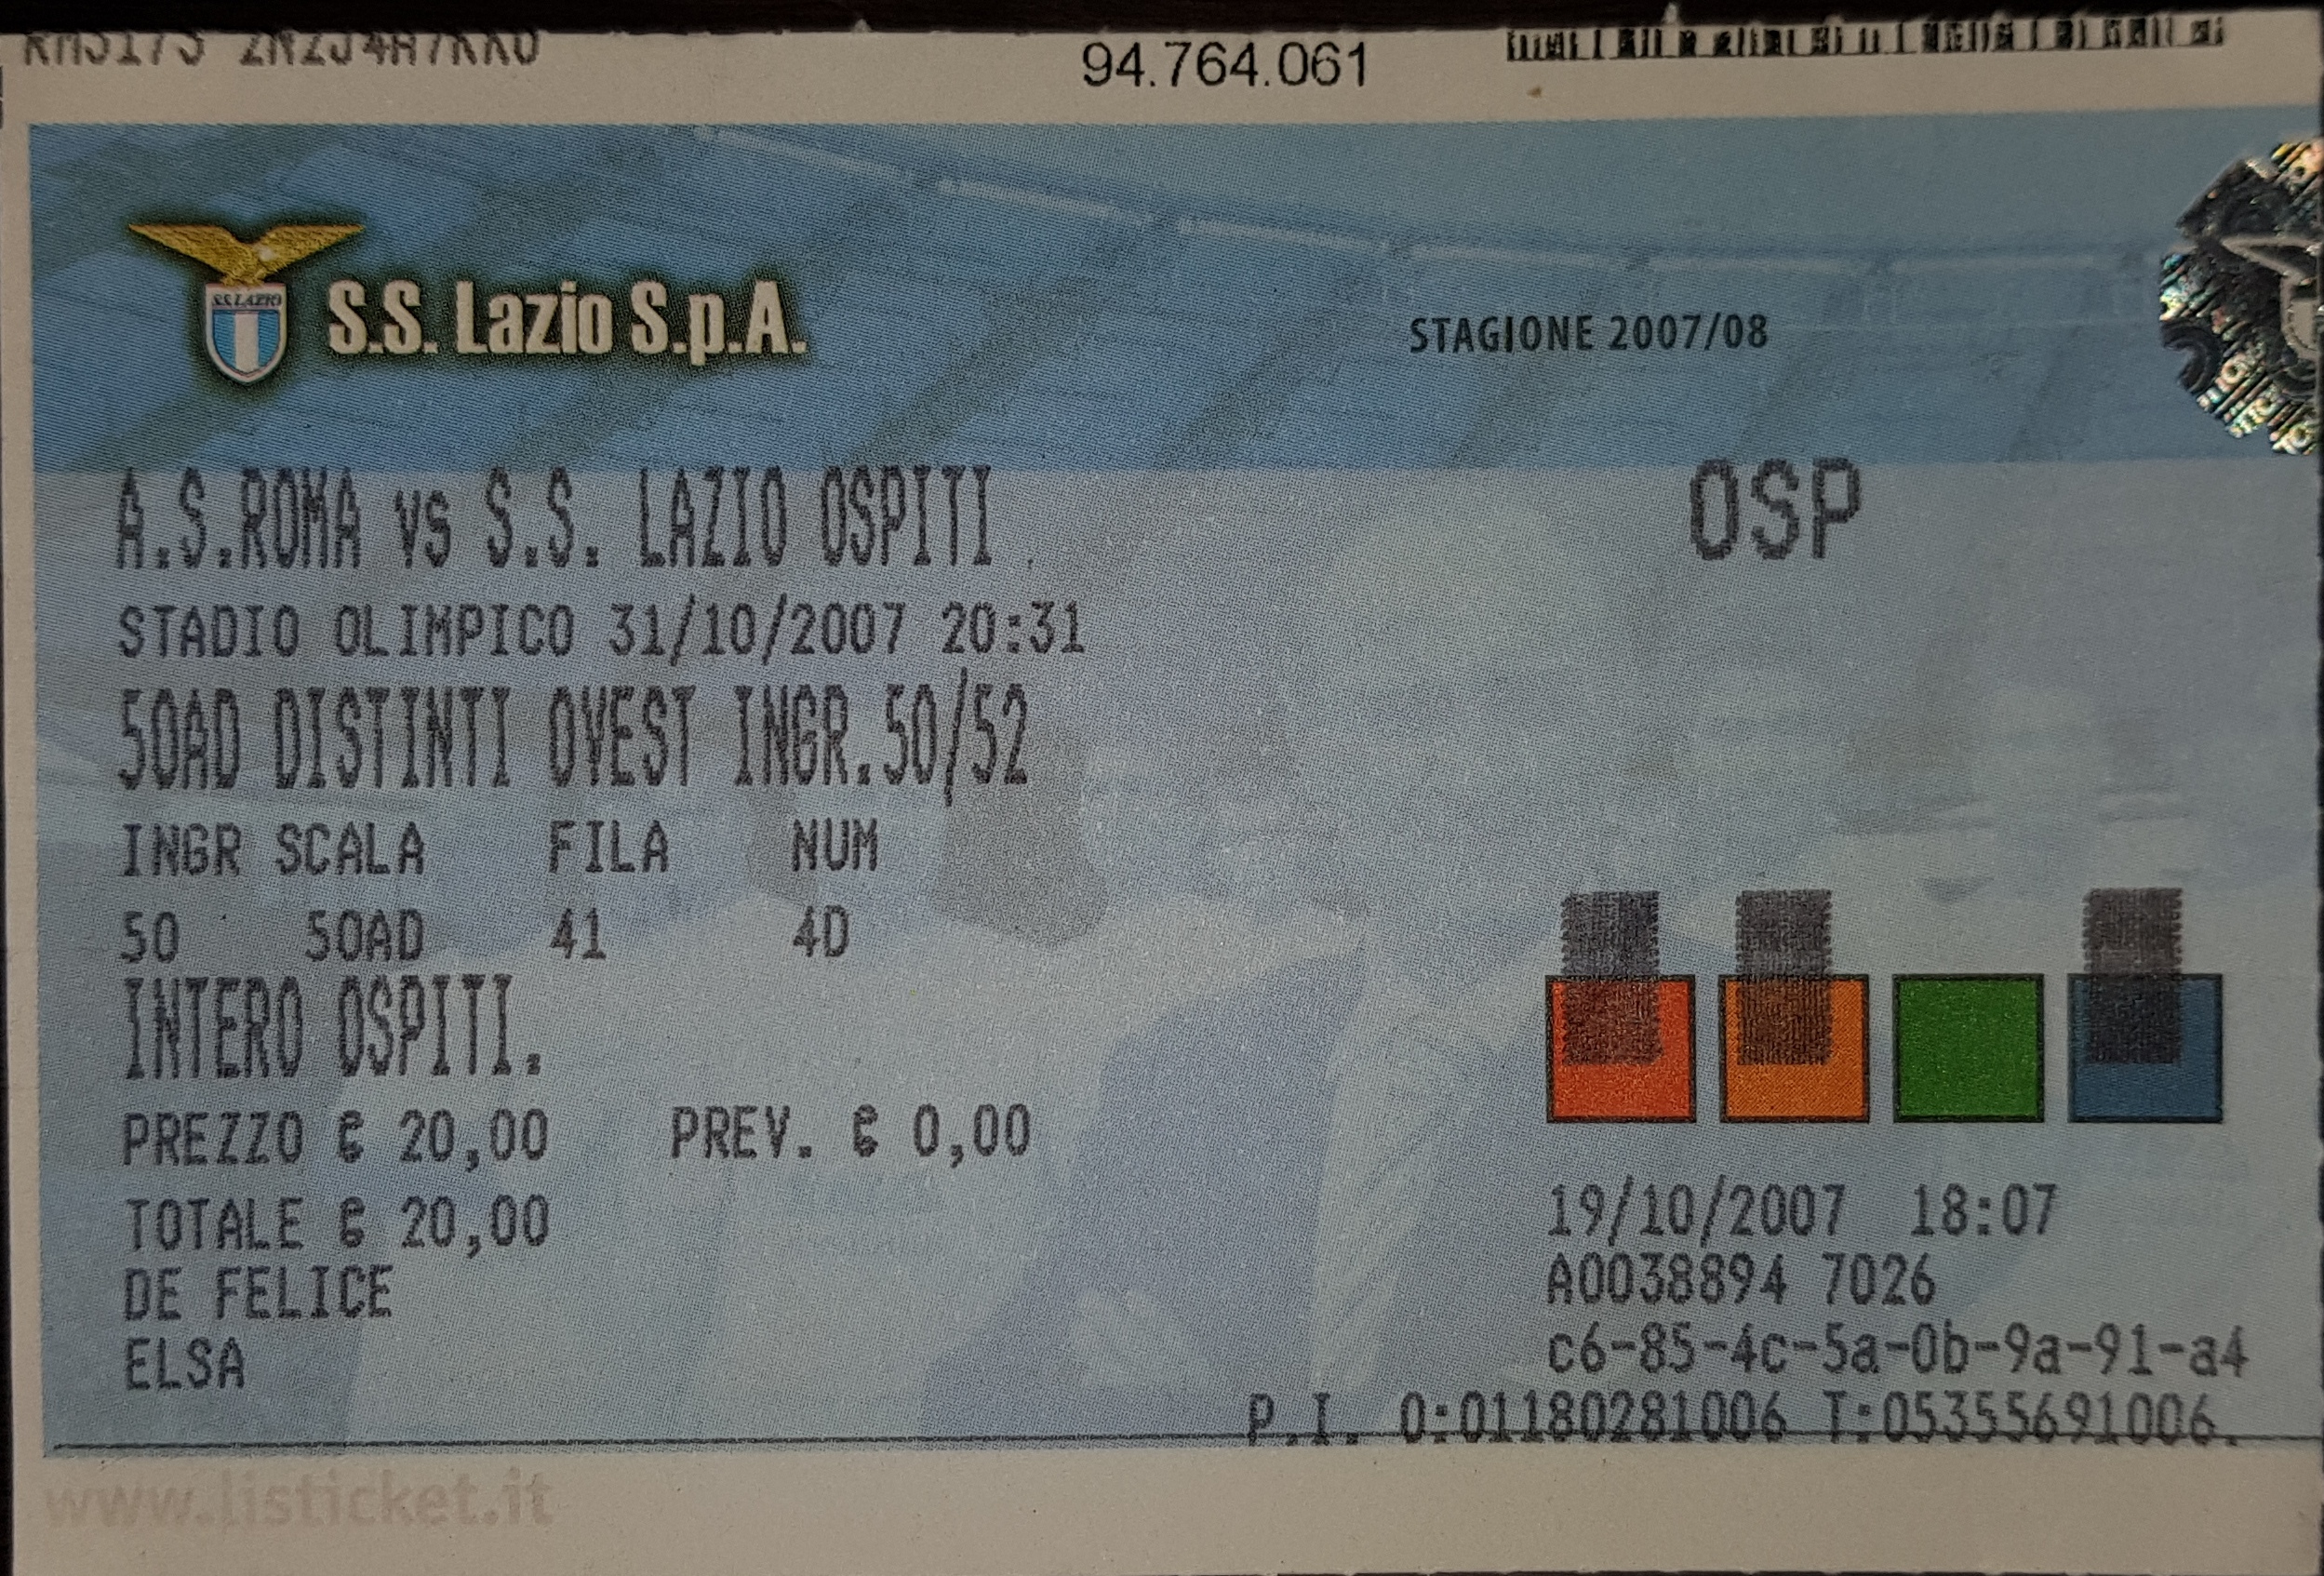 94.764.061
S.S.LAZIO
S.S. Lazio S.p.A.
STAGIONE 2007/08
A.S.ROMA vs S.S. LAZIO OSPITI
OSP
STADIO OLIMPICO 31/10/2007 20:31
50AD DISTINTI OVEST INGR.50/52
INGR SCALA FILA NUM
50 50AD 41 4D
INTERO OSPITI.
PREZZO € 20,00 PREV. € 0,00
TOTALE € 20,00
DE FELICE
ELSA
19/10/2007 18:07
A0038894 7026
c6-85-4c-5a-0b-9a-91-a4
P.I. O:01180281006 T:05355691006.
www.listicket.it